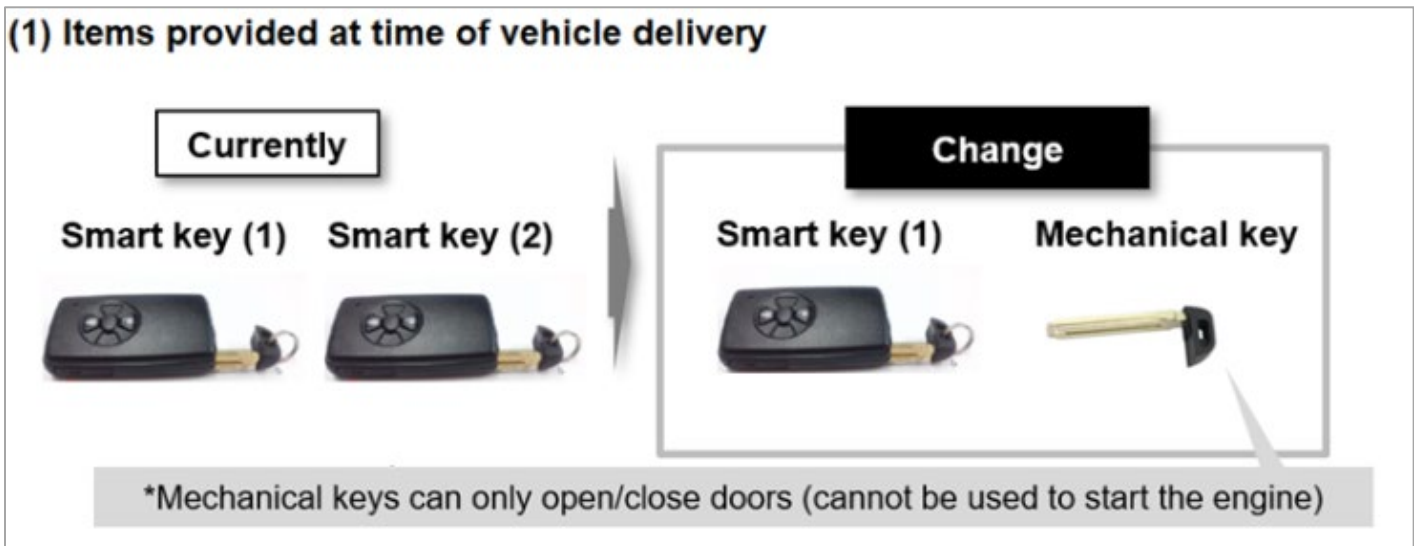 (1) Items provided at time of vehicle delivery
Currently
Change
Smart key (1)
Smart key (2)
Smart key (1)
Mechanical key
*Mechanical keys can only open/close doors (cannot be used to start the engine)